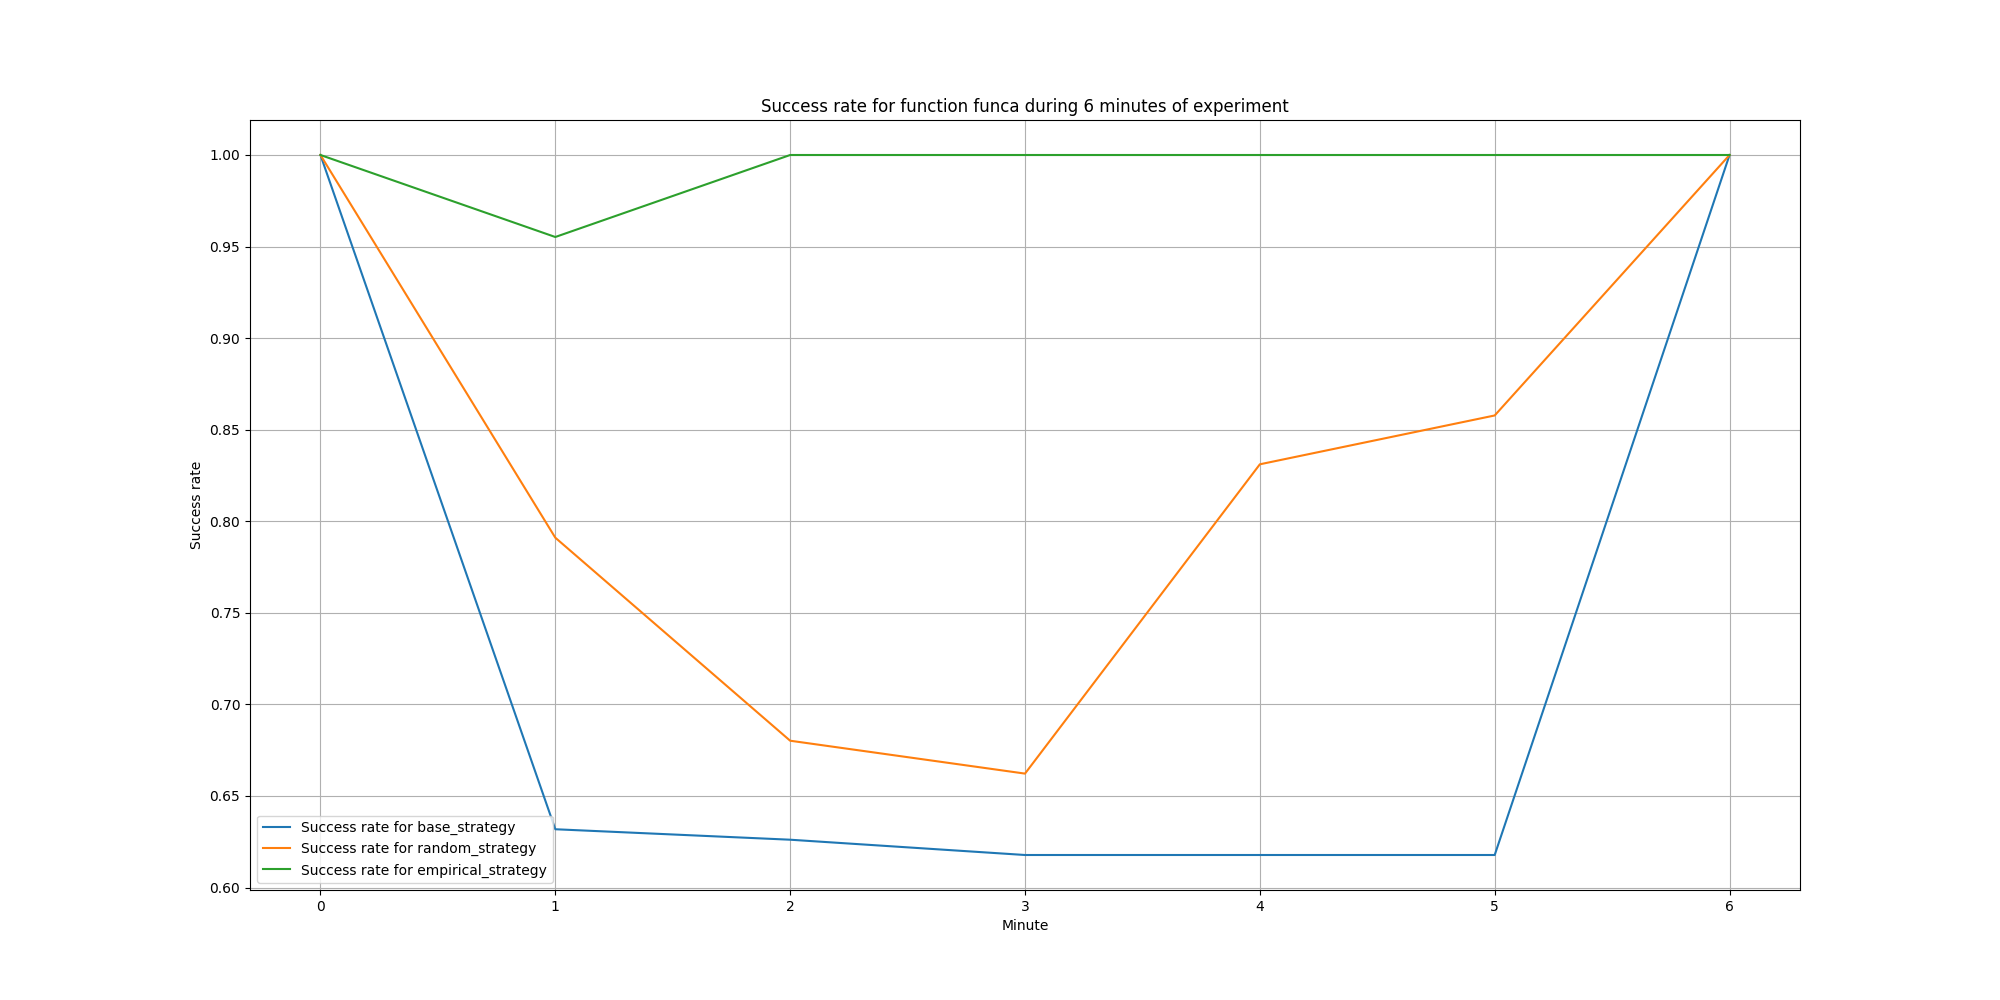 Success rate for function funca during 6 minutes of experiment
1.00
0.95
0.90
0.85
0.80
0.75
0.70
0.65
0.60
Success rate
Success rate for base_strategy
Success rate for random_strategy
Success rate for empirical_strategy
0 1 2 3 4 5 6
Minute